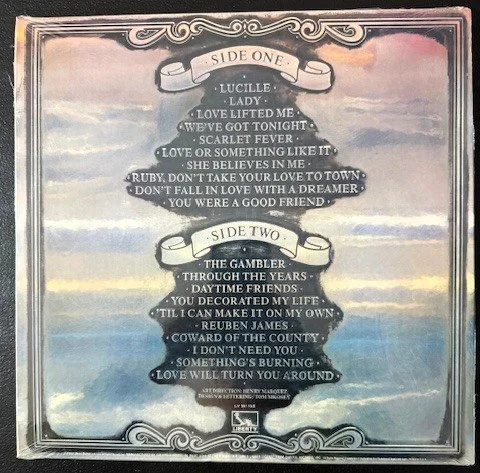 SIDE ONE
· LUCILLE ·
· LADY ·
· LOVE LIFTED ME ·
· WE'VE GOT TONIGHT ·
· SCARLET FEVER ·
· LOVE OR SOMETHING LIKE IT ·
· SHE BELIEVES IN ME ·
· RUBY, DON'T TAKE YOUR LOVE TO TOWN ·
· DON'T FALL IN LOVE WITH A DREAMER ·
· YOU WERE A GOOD FRIEND ·
· SIDE TWO ·
· THE GAMBLER ·
· THROUGH THE YEARS ·
· DAYTIME FRIENDS ·
· YOU DECORATED MY LIFE ·
· 'TIL I CAN MAKE IT ON MY OWN ·
· REUBEN JAMES ·
· COWARD OF THE COUNTY ·
· I DON'T NEED YOU ·
· SOMETHING'S BURNING ·
· LOVE WILL TURN YOU AROUND ·
ART DIRECTION: HENRY MARQUEZ
DESIGN & LETTERING: TOM NIKOSEY
LIBERTY